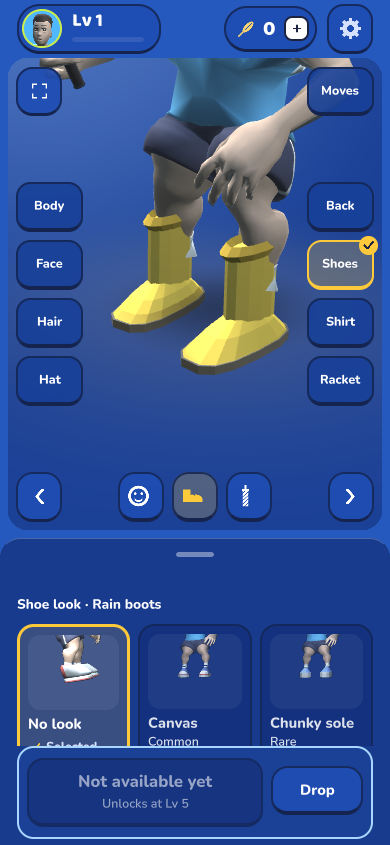 Lv 1
0
+
Moves
Body
Back
Face
Shoes
Hair
Shirt
Hat
Racket
Shoe look · Rain boots
No look
Canvas
Chunky sole
✓ Selected
Common
Rare
Not available yet
Unlocks at Lv 5
Drop